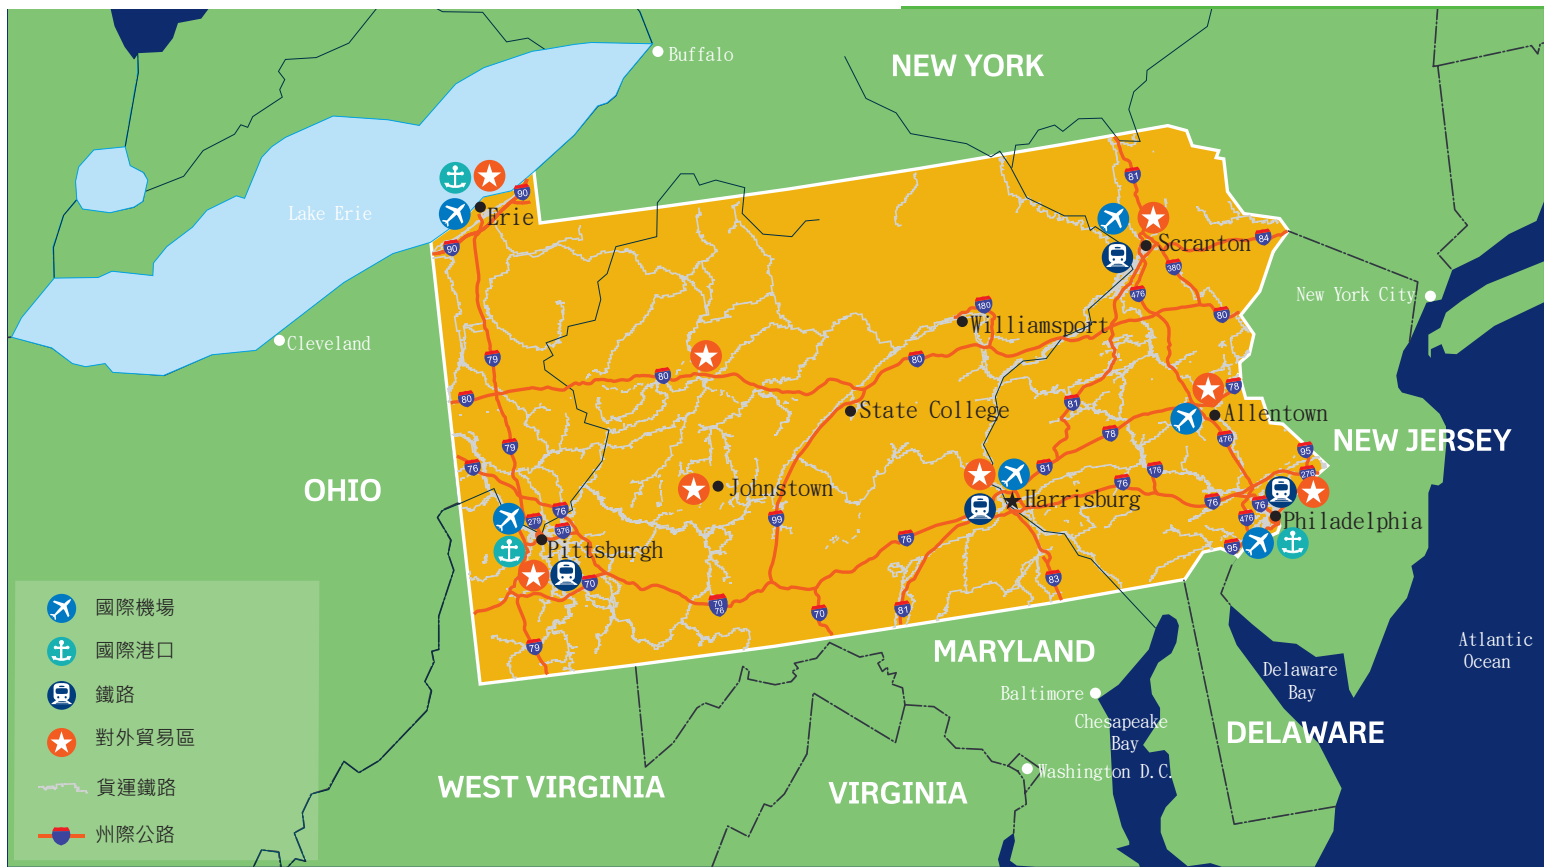 Buffalo
NEW YORK
90
81
Lake Erie
Erie
90
Scranton
84
380
476
New York City
180
Williamsport
80
Cleveland
79
80
80
80
78
81
State College
Allentown
78
476
NEW JERSEY
79
95
76
81
176
276
OHIO
Johnstown
76
Harrisburg
76
76
279
76
99
476
Philadelphia
376
76
95
Pittsburgh
70
83
70
76
70
81
79
國際機場
國際港口
鐵路
對外貿易區
貨運鐵路
州際公路
MARYLAND
Atlantic
Ocean
Delaware
Bay
Baltimore
Chesapeake
Bay
DELAWARE
Washington D.C.
WEST VIRGINIA
VIRGINIA